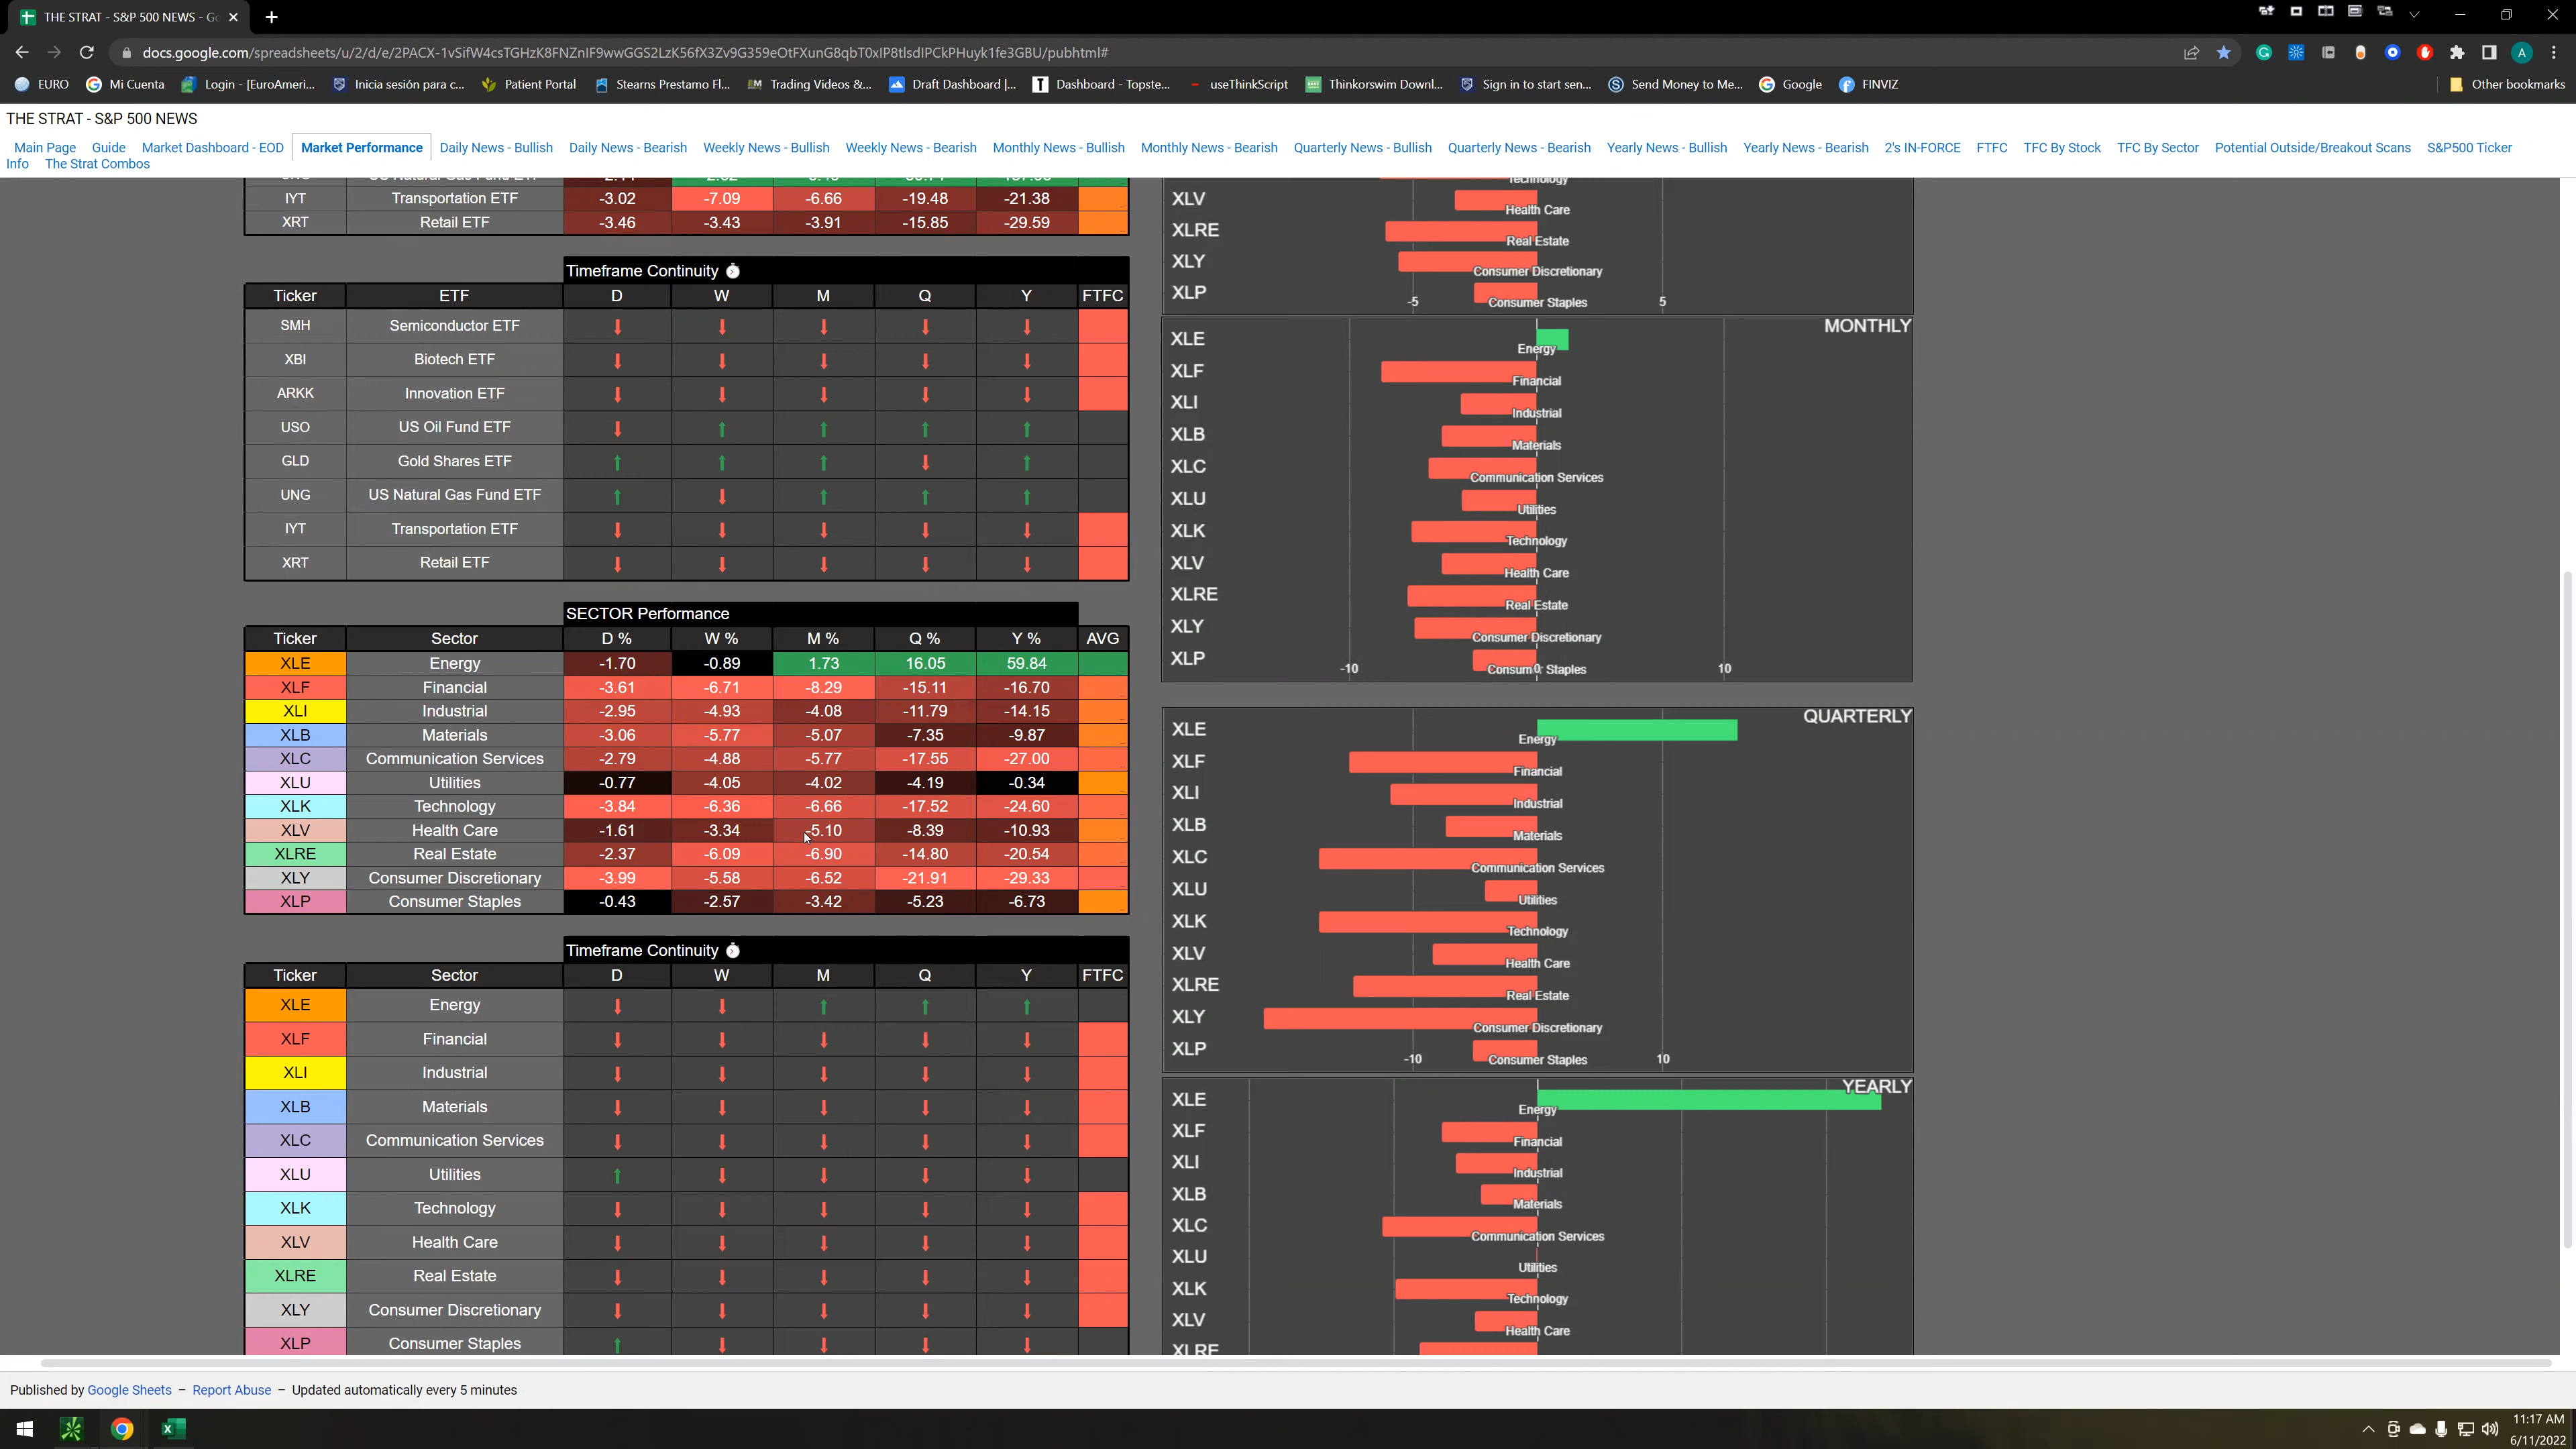 THE STRAT - S&P 500 NEWS - Go
docs.google.com/spreadsheets/u/2/d/e/2PACX-1vSifW4csTGHzK8FNZnIF9wwGGS2LzK56fX3Zv9G359eOtFXunG8qbT0xIP8tlsdIPCkPHuyk1fe3GBU/pubhtml#
A
EURO Mi Cuenta Login - [EuroAmeri... Inicia sesión para c... Patient Portal Stearns Prestamo Fl... Trading Videos &... Draft Dashboard |... Dashboard - Topste... useThinkScript Thinkorswim Downl... Sign in to start sen... Send Money to Me... Google FINVIZ Other bookmarks
THE STRAT - S&P 500 NEWS
Main Page Guide Market Dashboard - EOD Market Performance Daily News - Bullish Daily News - Bearish Weekly News - Bullish Weekly News - Bearish Monthly News - Bullish Monthly News - Bearish Quarterly News - Bullish Quarterly News - Bearish Yearly News - Bullish Yearly News - Bearish 2's IN-FORCE FTFC TFC By Stock TFC By Sector Potential Outside/Breakout Scans S&P500 Ticker
Info The Strat Combos
IYT Transportation ETF -3.02 -7.09 -6.66 -19.48 -21.38
XRT Retail ETF -3.46 -3.43 -3.91 -15.85 -29.59
Timeframe Continuity
Ticker ETF D W M Q Y FTFC
SMH Semiconductor ETF
XBI Biotech ETF
ARKK Innovation ETF
USO US Oil Fund ETF
GLD Gold Shares ETF
UNG US Natural Gas Fund ETF
IYT Transportation ETF
XRT Retail ETF
SECTOR Performance
Ticker Sector D % W % M % Q % Y % AVG
XLE Energy -1.70 -0.89 1.73 16.05 59.84
XLF Financial -3.61 -6.71 -8.29 -15.11 -16.70
XLI Industrial -2.95 -4.93 -4.08 -11.79 -14.15
XLB Materials -3.06 -5.77 -5.07 -7.35 -9.87
XLC Communication Services -2.79 -4.88 -5.77 -17.55 -27.00
XLU Utilities -0.77 -4.05 -4.02 -4.19 -0.34
XLK Technology -3.84 -6.36 -6.66 -17.52 -24.60
XLV Health Care -1.61 -3.34 -5.10 -8.39 -10.93
XLRE Real Estate -2.37 -6.09 -6.90 -14.80 -20.54
XLY Consumer Discretionary -3.99 -5.58 -6.52 -21.91 -29.33
XLP Consumer Staples -0.43 -2.57 -3.42 -5.23 -6.73
Timeframe Continuity
Ticker Sector D W M Q Y FTFC
XLE Energy
XLF Financial
XLI Industrial
XLB Materials
XLC Communication Services
XLU Utilities
XLK Technology
XLV Health Care
XLRE Real Estate
XLY Consumer Discretionary
XLP Consumer Staples
Technology
XLV Health Care
XLRE Real Estate
XLY Consumer Discretionary
XLP -5 Consumer Staples 5
MONTHLY
XLE Energy
XLF Financial
XLI Industrial
XLB Materials
XLC Communication Services
XLU Utilities
XLK Technology
XLV Health Care
XLRE Real Estate
XLY Consumer Discretionary
XLP -10 Consumer Staples 0 10
QUARTERLY
XLE Energy
XLF Financial
XLI Industrial
XLB Materials
XLC Communication Services
XLU Utilities
XLK Technology
XLV Health Care
XLRE Real Estate
XLY Consumer Discretionary
XLP -10 Consumer Staples 10
YEARLY
XLE Energy
XLF Financial
XLI Industrial
XLB Materials
XLC Communication Services
XLU Utilities
XLK Technology
XLV Health Care
XLRE
Published by Google Sheets – Report Abuse – Updated automatically every 5 minutes
11:17 AM
6/11/2022